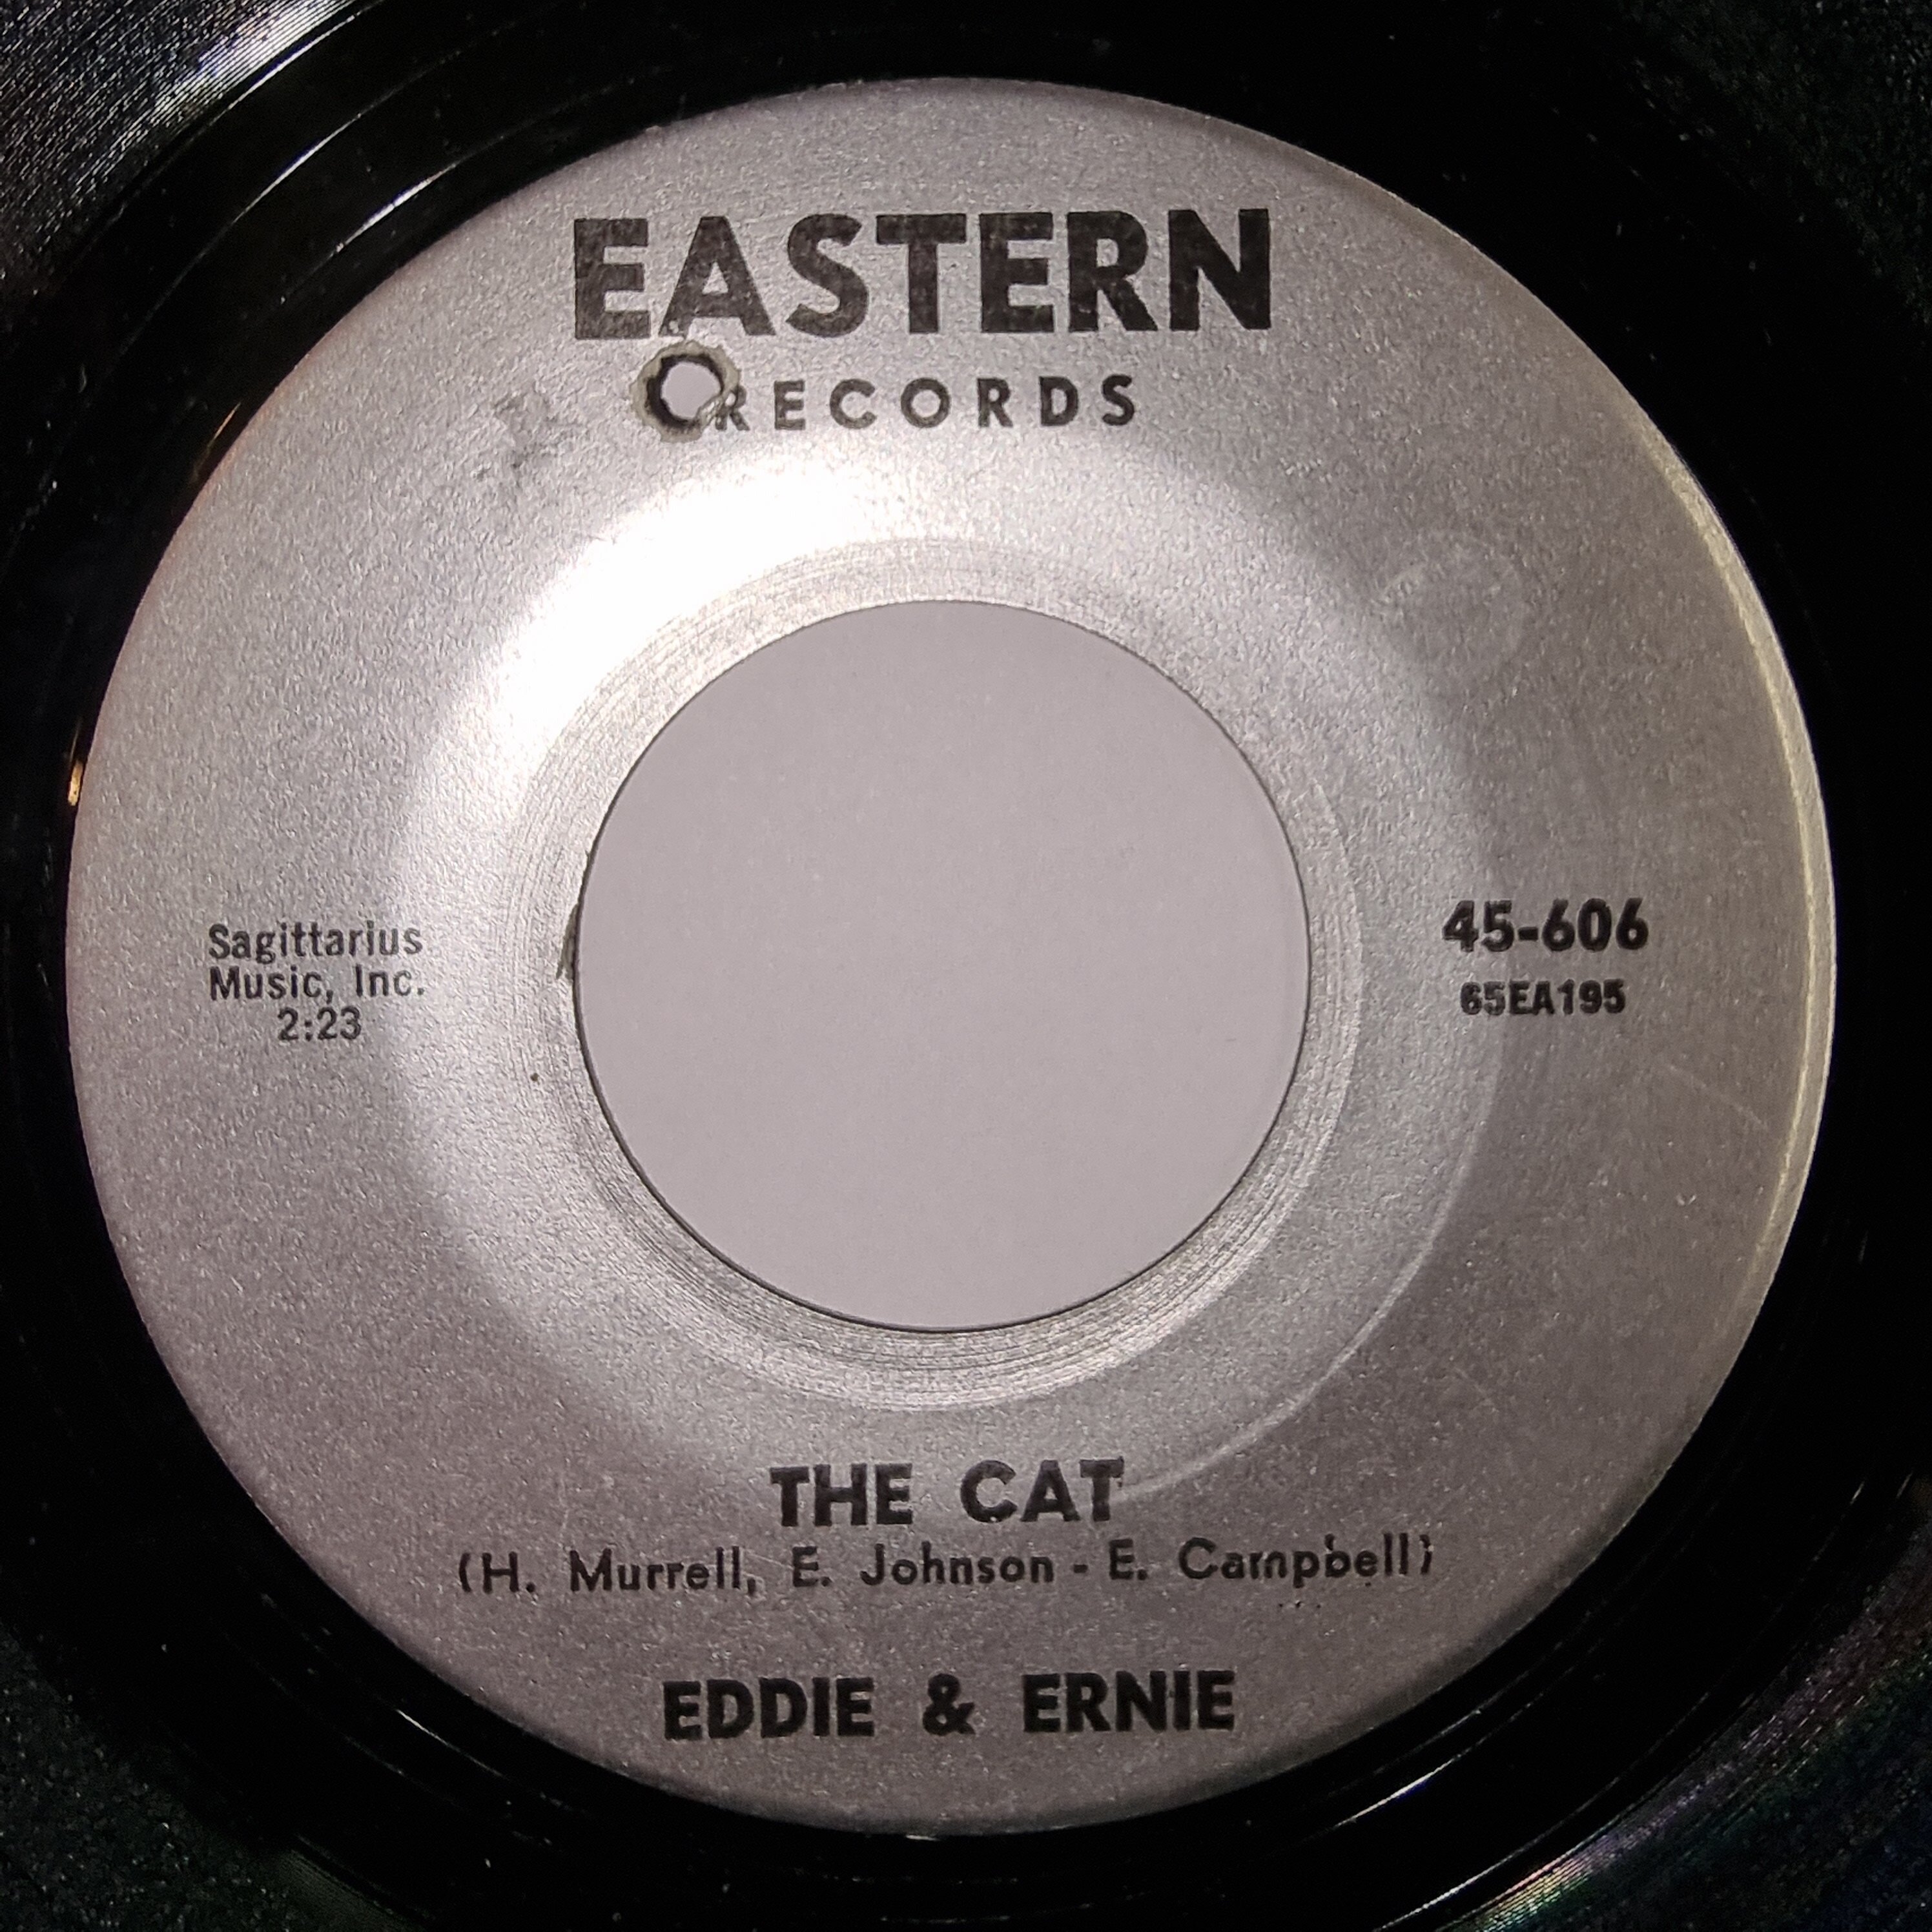 EASTERN
RECORDS
Sagittarius
Music, Inc.
2:23
45-606
65EA195
THE CAT
(H. Murrell, E. Johnson - E. Campbell)
EDDIE & ERNIE